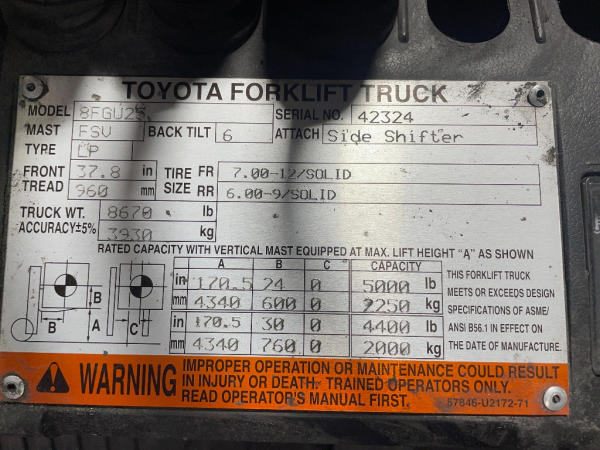 TOYOTA FORKLIFT TRUCK
MODEL 8FGU25 SERIAL NO. 42324
MAST FSV BACK TILT 6 ATTACH Side Shifter
TYPE LP
FRONT TREAD 37.8 in TIRE SIZE FR 7.00-12/SOLID
960 mm RR 6.00-9/SOLID
TRUCK WT. 8670 lb
ACCURACY±5% 3930 kg
RATED CAPACITY WITH VERTICAL MAST EQUIPPED AT MAX. LIFT HEIGHT "A" AS SHOWN
A B C CAPACITY
in 170.5 24 0 5000 lb
mm 4340 600 0 2250 kg
in 170.5 30 0 4400 lb
mm 4340 760 0 2000 kg
B
B A C
THIS FORKLIFT TRUCK
MEETS OR EXCEEDS DESIGN
SPECIFICATIONS OF ASME/
ANSI B56.1 IN EFFECT ON
THE DATE OF MANUFACTURE.
WARNING
IMPROPER OPERATION OR MAINTENANCE COULD RESULT
IN INJURY OR DEATH. TRAINED OPERATORS ONLY.
READ OPERATOR'S MANUAL FIRST.
57846-U2172-71